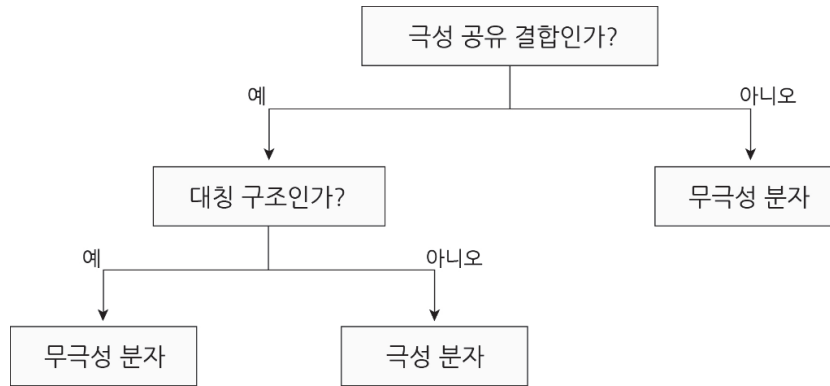 극성 공유 결합인가?
예
아니오
대칭 구조인가?
무극성 분자
예
아니오
무극성 분자
극성 분자